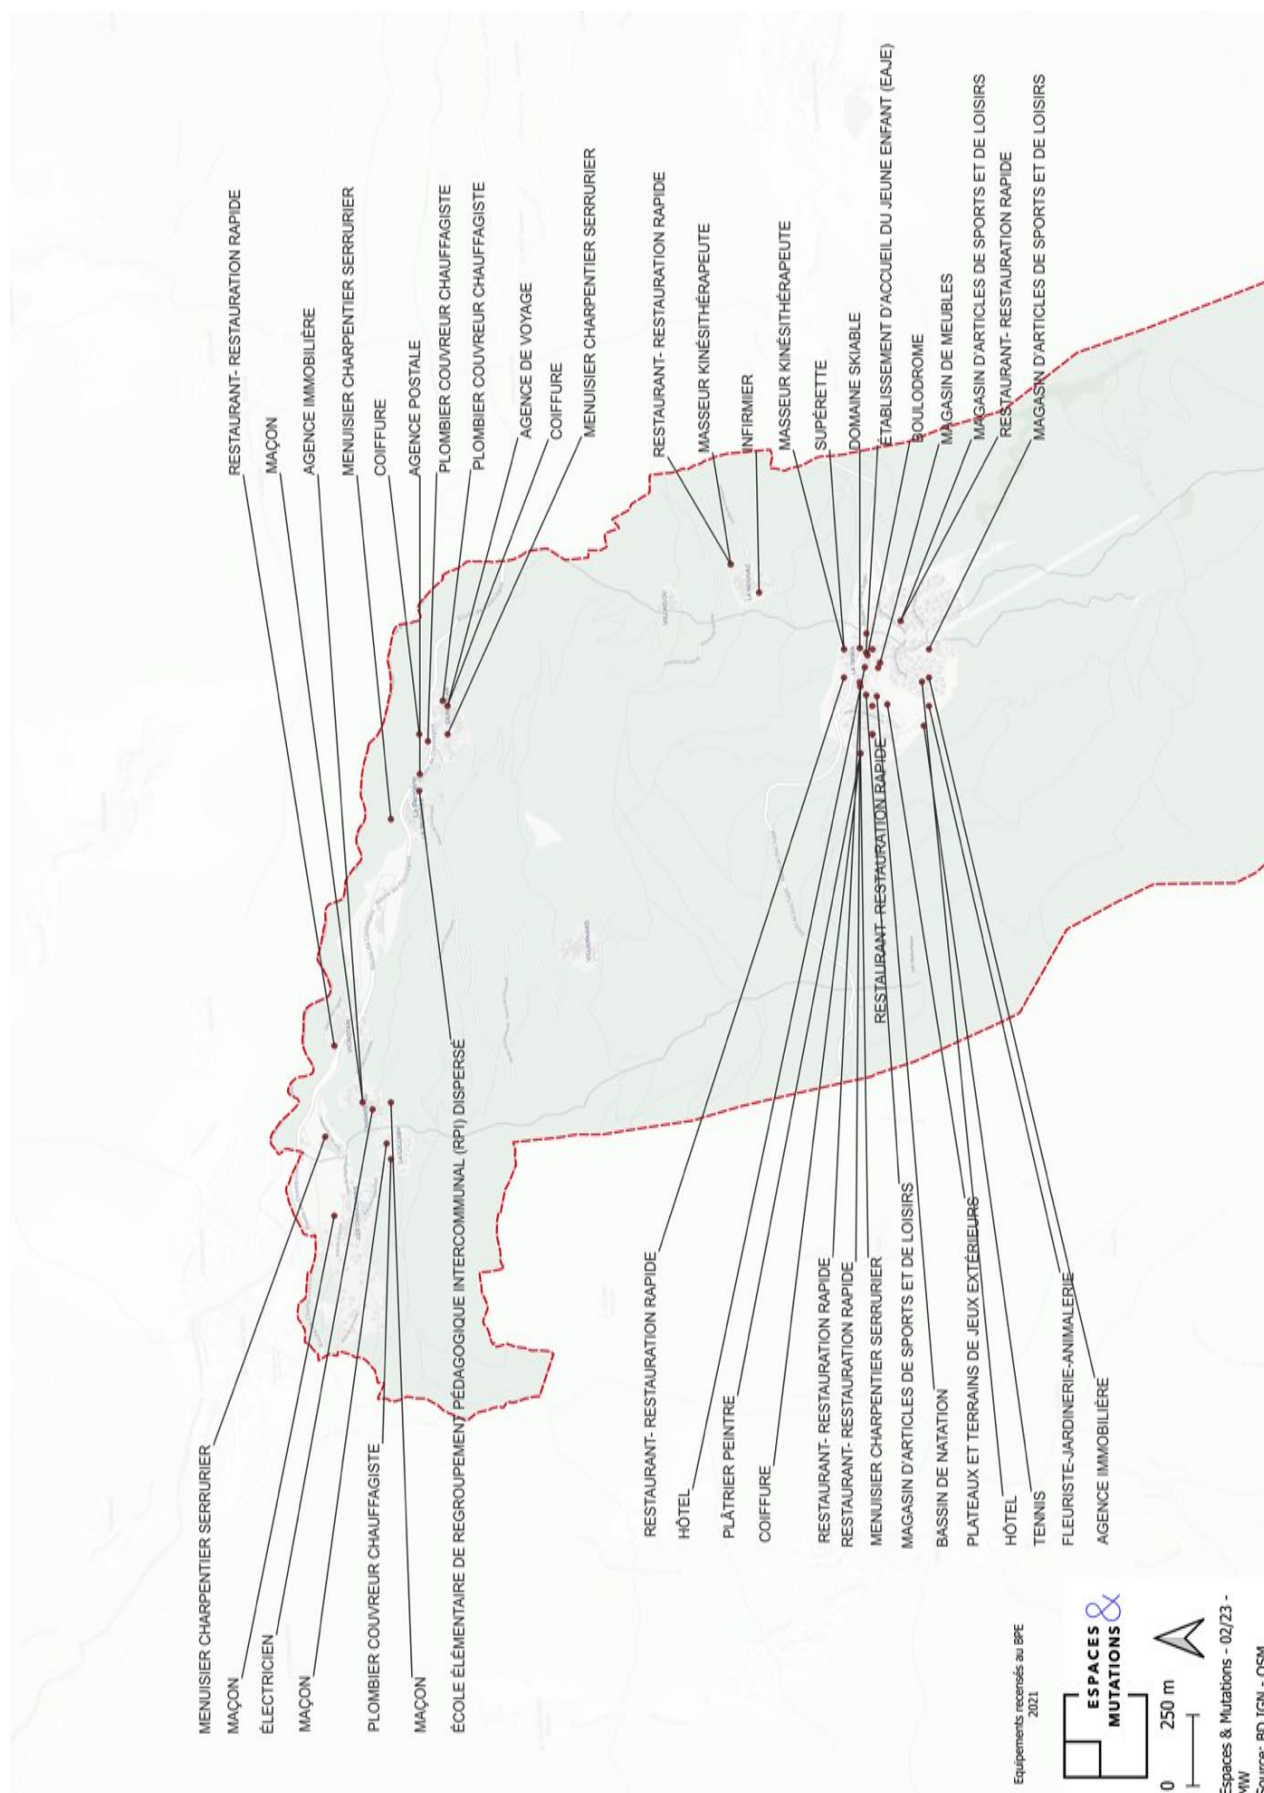 RESTAURANT- RESTAURATION RAPIDE
MAÇON
AGENCE IMMOBILIÈRE
MENUISIER CHARPENTIER SERRURIER
COIFFURE
AGENCE POSTALE
PLOMBIER COUVREUR CHAUFFAGISTE
PLOMBIER COUVREUR CHAUFFAGISTE
AGENCE DE VOYAGE
COIFFURE
MENUISIER CHARPENTIER SERRURIER
RESTAURANT- RESTAURATION RAPIDE
MASSEUR KINÉSITHÉRAPEUTE
INFIRMIER
MASSEUR KINÉSITHÉRAPEUTE
SUPÉRETTE
DOMAINE SKIABLE
ÉTABLISSEMENT D'ACCUEIL DU JEUNE ENFANT (EAJE)
BOULODROME
MAGASIN DE MEUBLES
MAGASIN D'ARTICLES DE SPORTS ET DE LOISIRS
RESTAURANT- RESTAURATION RAPIDE
MAGASIN D'ARTICLES DE SPORTS ET DE LOISIRS
MENUISIER CHARPENTIER SERRURIER
MAÇON
ÉLECTRICIEN
MAÇON
PLOMBIER COUVREUR CHAUFFAGISTE
MAÇON
ÉCOLE ÉLÉMENTAIRE DE REGROUPEMENT PÉDAGOGIQUE INTERCOMMUNAL (RPI) DISPERSÉ
RESTAURANT- RESTAURATION RAPIDE
HÔTEL
PLÂTRIER PEINTRE
COIFFURE
RESTAURANT- RESTAURATION RAPIDE
RESTAURANT- RESTAURATION RAPIDE
MENUISIER CHARPENTIER SERRURIER
RESTAURANT- RESTAURATION RAPIDE
MAGASIN D'ARTICLES DE SPORTS ET DE LOISIRS
BASSIN DE NATATION
PLATEAUX ET TERRAINS DE JEUX EXTÉRIEURS
HÔTEL
TENNIS
FLEURISTE-JARDINERIE-ANIMALERIE
AGENCE IMMOBILIÈRE
Equipements recensés au BPE
2021
ESPACES &
MUTATIONS
0 250 m
Espaces & Mutations - 02/23 -
MW
Source: BD IGN - OSM